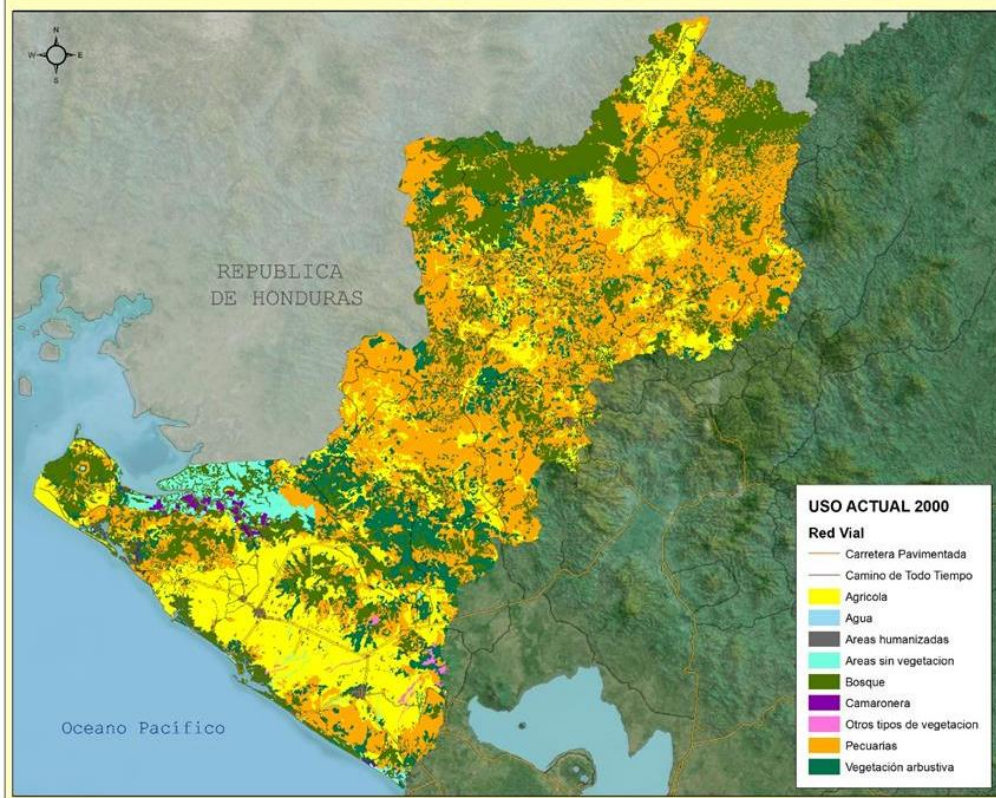 N
W E
S
REPUBLICA
DE HONDURAS
Oceano Pacífico
USO ACTUAL 2000
Red Vial
Carretera Pavimentada
Camino de Todo Tiempo
Agricola
Agua
Areas humanizadas
Areas sin vegetacion
Bosque
Camaronera
Otros tipos de vegetacion
Pecuarias
Vegetación arbustiva